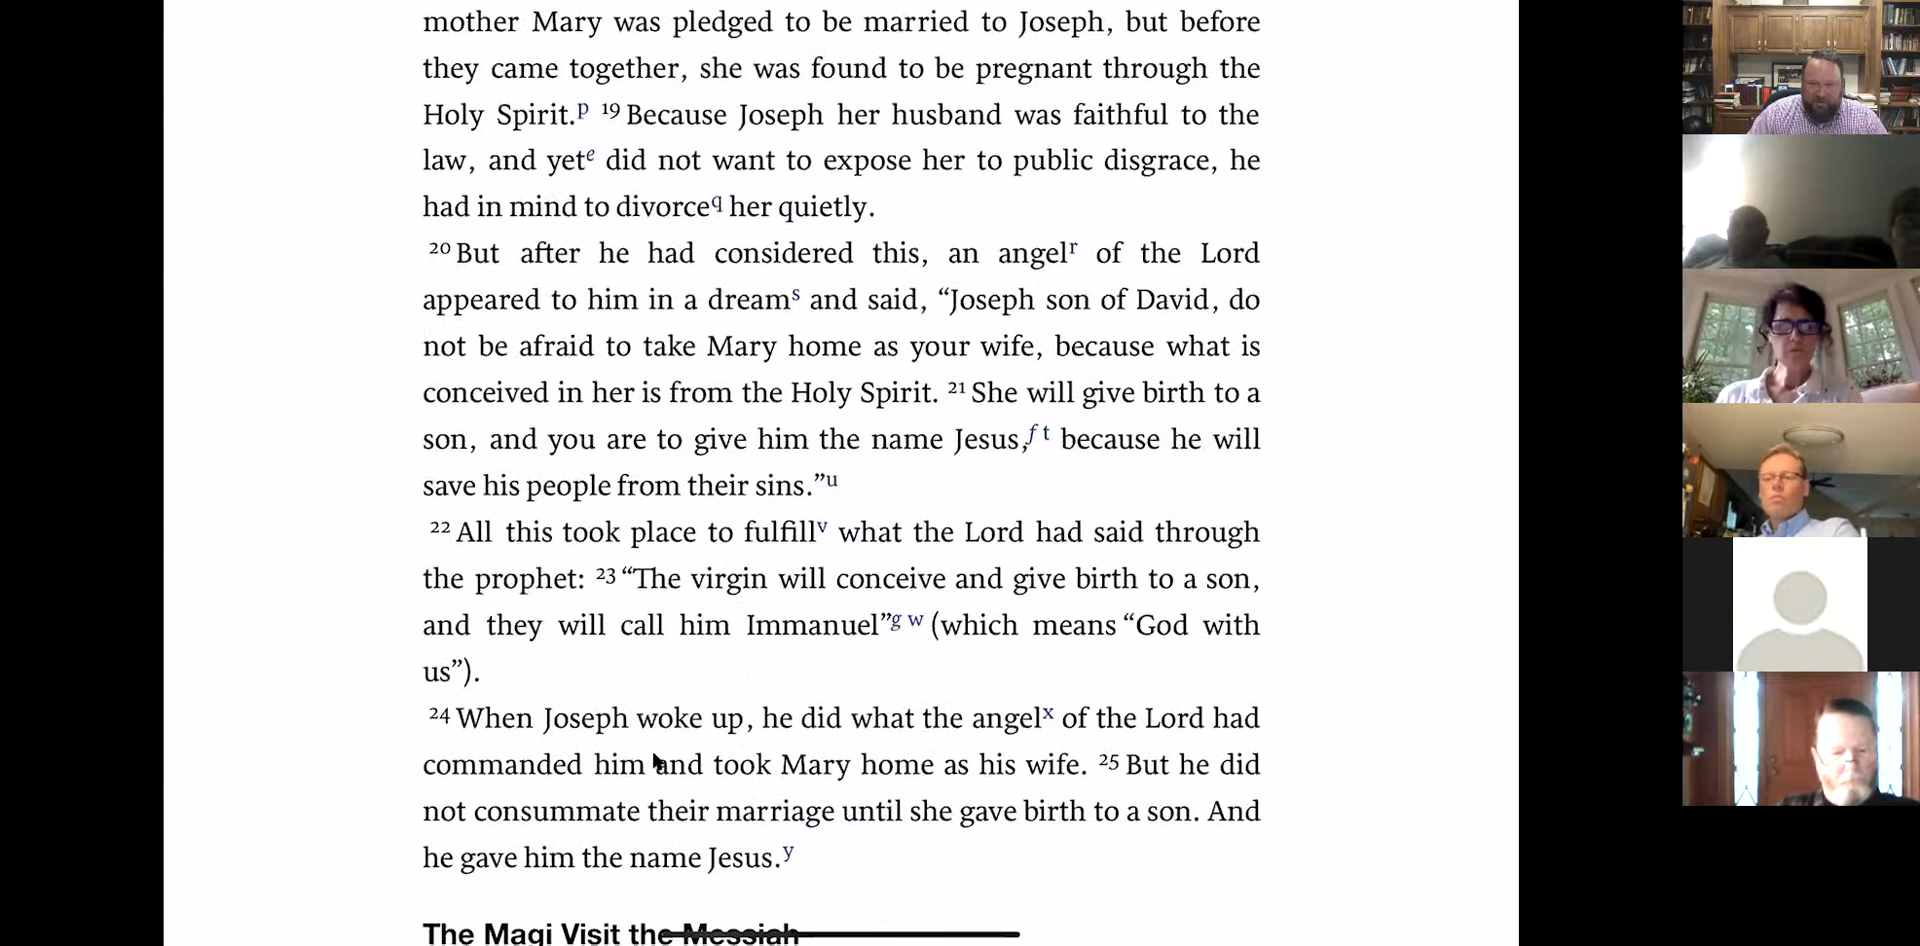 mother Mary was pledged to be married to Joseph, but before
they came together, she was found to be pregnant through the
Holy Spirit.p 19 Because Joseph her husband was faithful to the
law, and yete did not want to expose her to public disgrace, he
had in mind to divorceq her quietly.
20 But after he had considered this, an angelr of the Lord
appeared to him in a dreams and said, “Joseph son of David, do
not be afraid to take Mary home as your wife, because what is
conceived in her is from the Holy Spirit. 21 She will give birth to a
son, and you are to give him the name Jesus,f t because he will
save his people from their sins.”u
22 All this took place to fulfillv what the Lord had said through
the prophet: 23 “The virgin will conceive and give birth to a son,
and they will call him Immanuel”g w (which means “God with
us”).
24 When Joseph woke up, he did what the angelx of the Lord had
commanded him and took Mary home as his wife. 25 But he did
not consummate their marriage until she gave birth to a son. And
he gave him the name Jesus.y
The Magi Visit the Messiah